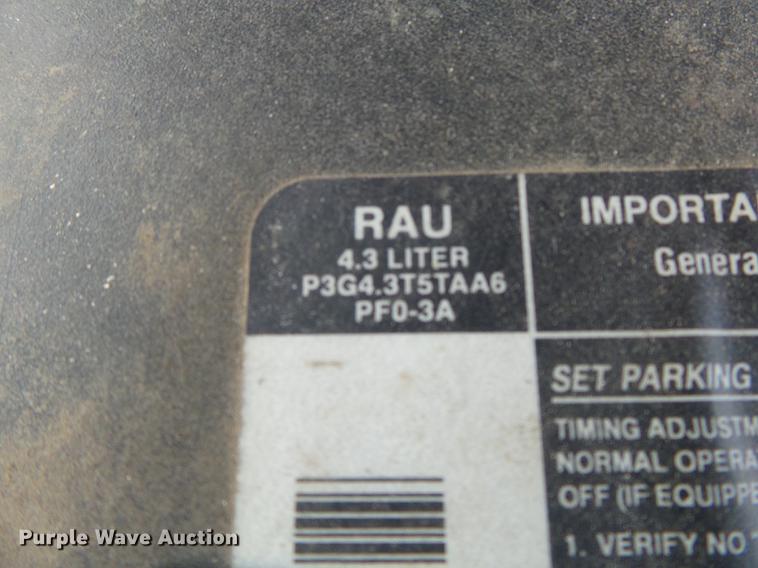 RAU
4.3 LITER
P3G4.3T5TAA6
PF0-3A
IMPORTA
Genera
SET PARKING
TIMING ADJUSTM
NORMAL OPERA
OFF (IF EQUIPPE
1. VERIFY NO
Purple Wave Auction